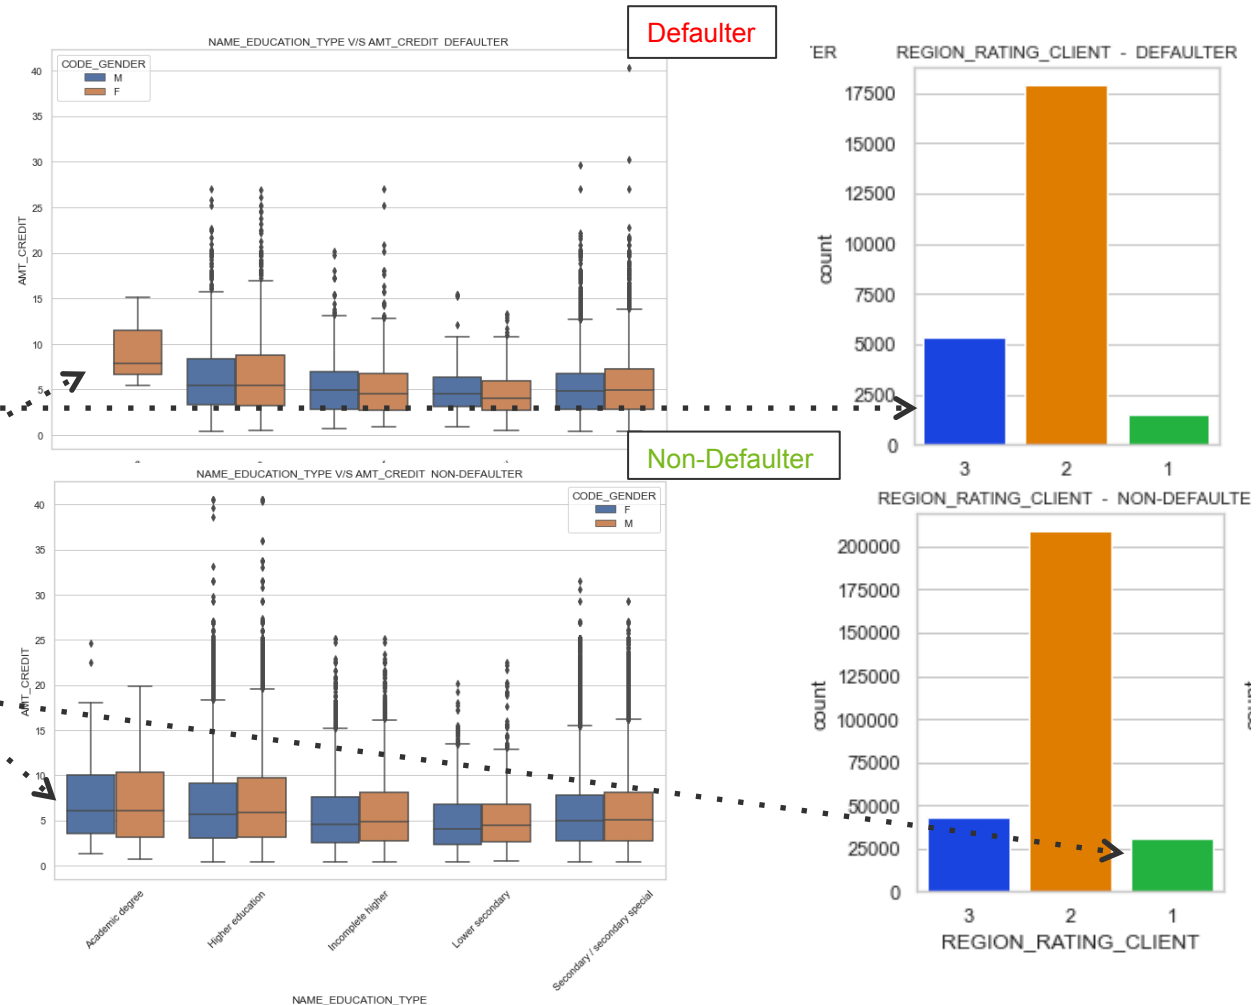 Defaulter
NAME_EDUCATION_TYPE V/S AMT_CREDIT DEFAULTER
CODE_GENDER
M
F
40
35
30
25
20
15
10
5
0
AMT_CREDIT
TER
REGION_RATING_CLIENT - DEFAULTER
17500
15000
12500
10000
7500
5000
2500
0
count
3 2 1
Non-Defaulter
NAME_EDUCATION_TYPE V/S AMT_CREDIT NON-DEFAULTER
CODE_GENDER
F
M
40
35
30
25
20
15
10
5
0
AMT_CREDIT
Academic degree
Higher education
Incomplete higher
Lower secondary
Secondary / secondary special
NAME_EDUCATION_TYPE
REGION_RATING_CLIENT - NON-DEFAULTE
200000
175000
150000
125000
100000
75000
50000
25000
0
count
3 2 1
REGION_RATING_CLIENT
count